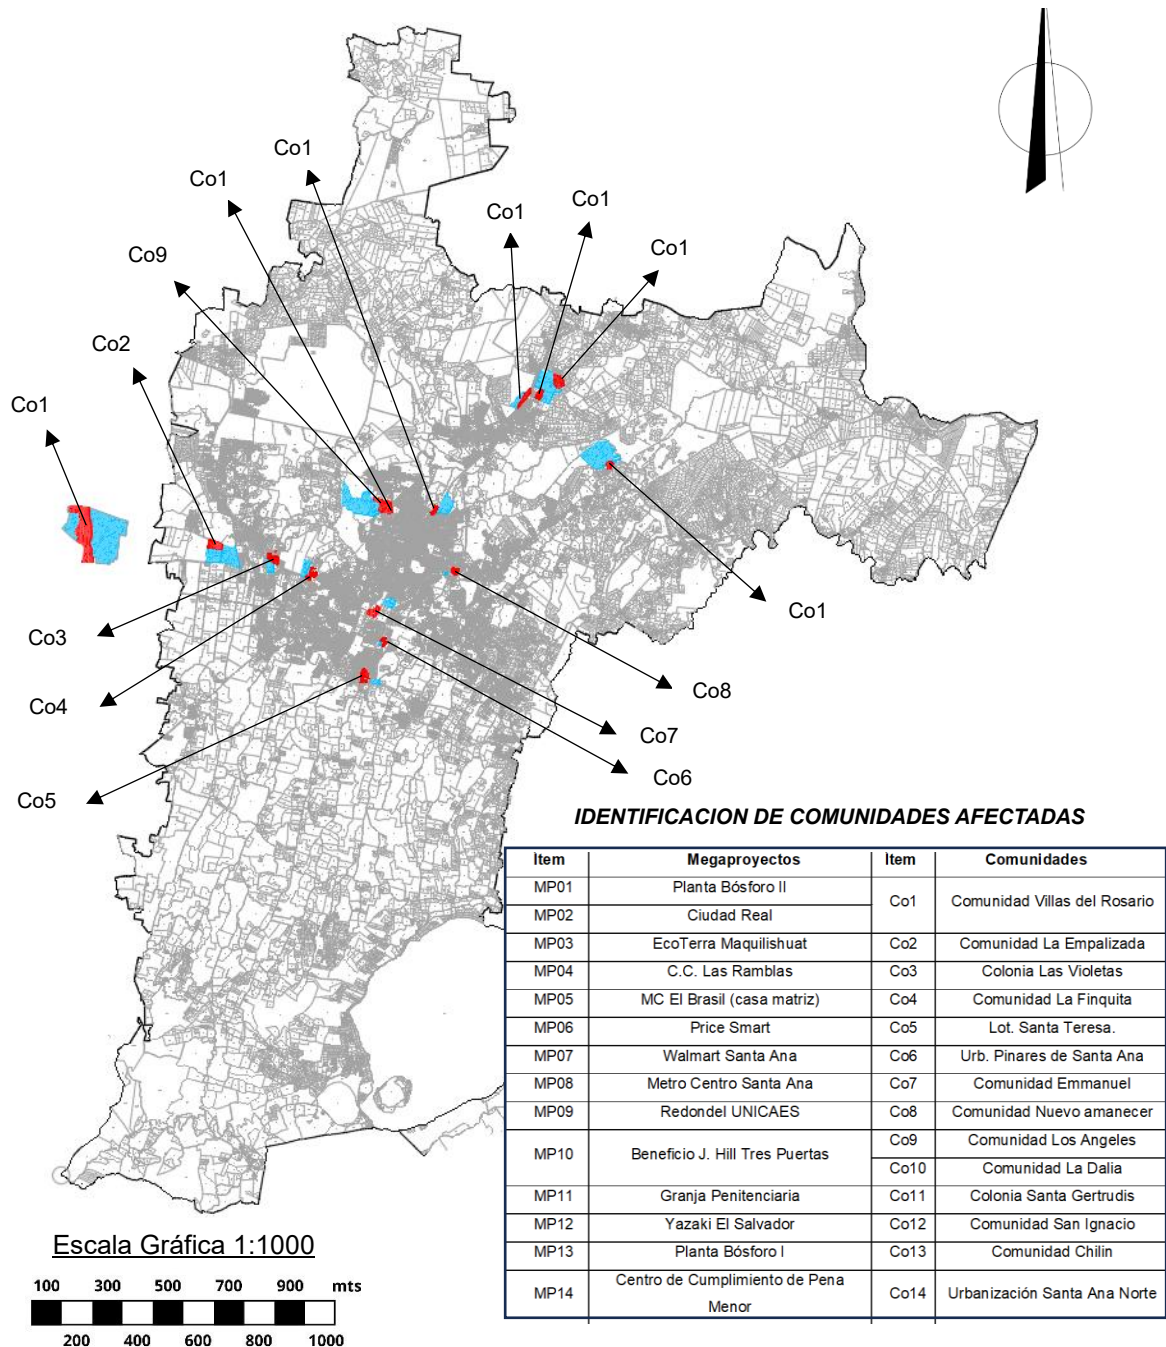 Co1
Co1
Co1
Co1
Co9
Co1
Co2
Co1
Co1
Co3
Co8
Co4
Co7
Co6
Co5
IDENTIFICACION DE COMUNIDADES AFECTADAS
Ítem Megaproyectos Ítem Comunidades
MP01 Planta Bósforo II Co1 Comunidad Villas del Rosario
MP02 Ciudad Real
MP03 EcoTerra Maquilishuat Co2 Comunidad La Empalizada
MP04 C.C. Las Ramblas Co3 Colonia Las Violetas
MP05 MC El Brasil (casa matriz) Co4 Comunidad La Finquita
MP06 Price Smart Co5 Lot. Santa Teresa.
MP07 Walmart Santa Ana Co6 Urb. Pinares de Santa Ana
MP08 Metro Centro Santa Ana Co7 Comunidad Emmanuel
MP09 Redondel UNICAES Co8 Comunidad Nuevo amanecer
MP10 Beneficio J. Hill Tres Puertas Co9 Comunidad Los Angeles
Co10 Comunidad La Dalia
MP11 Granja Penitenciaria Co11 Colonia Santa Gertrudis
MP12 Yazaki El Salvador Co12 Comunidad San Ignacio
MP13 Planta Bósforo I Co13 Comunidad Chilin
MP14 Centro de Cumplimiento de Pena Co14 Urbanización Santa Ana Norte
Menor
Escala Gráfica 1:1000
100 300 500 700 900 mts
200 400 600 800 1000